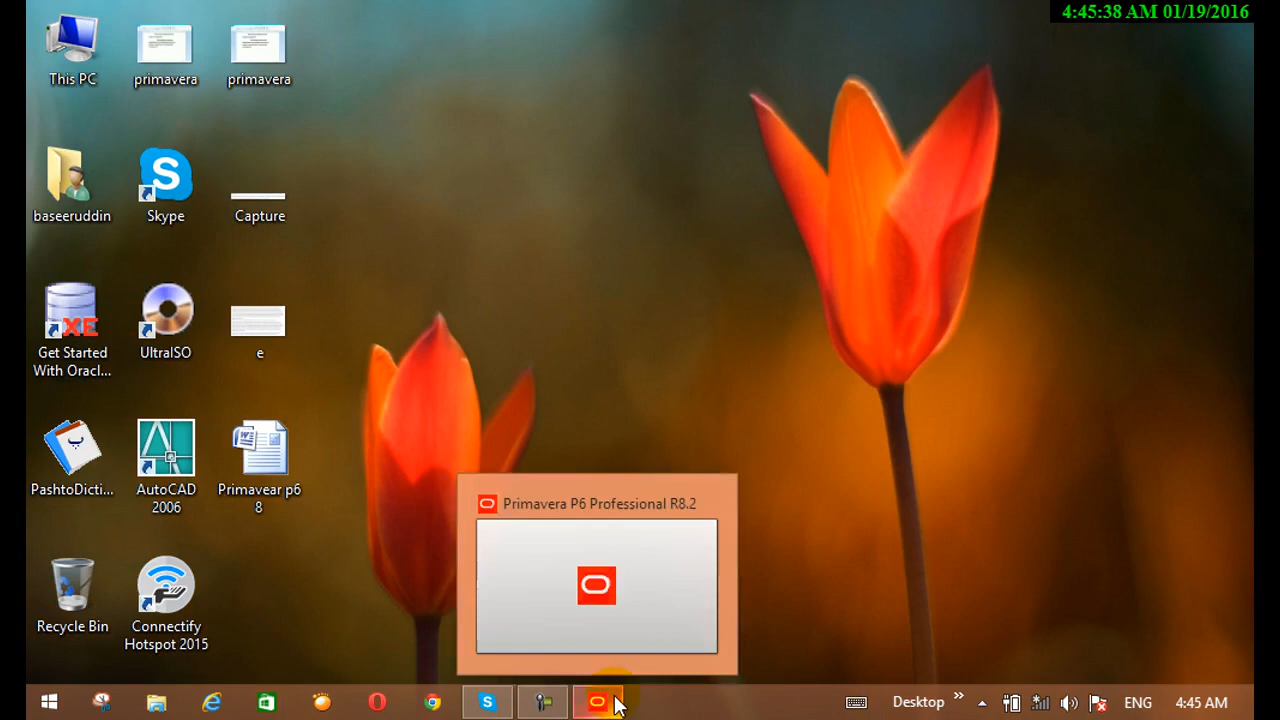 4:45:38 AM 01/19/2016
This PC
primavera
primavera
baseeruddin
Skype
Capture
Get Started
With Oracl...
XE
UltraISO
e
PashtoDicti...
AutoCAD
2006
Primavear p6
8
Recycle Bin
Connectify
Hotspot 2015
Primavera P6 Professional R8.2
Desktop
ENG
4:45 AM